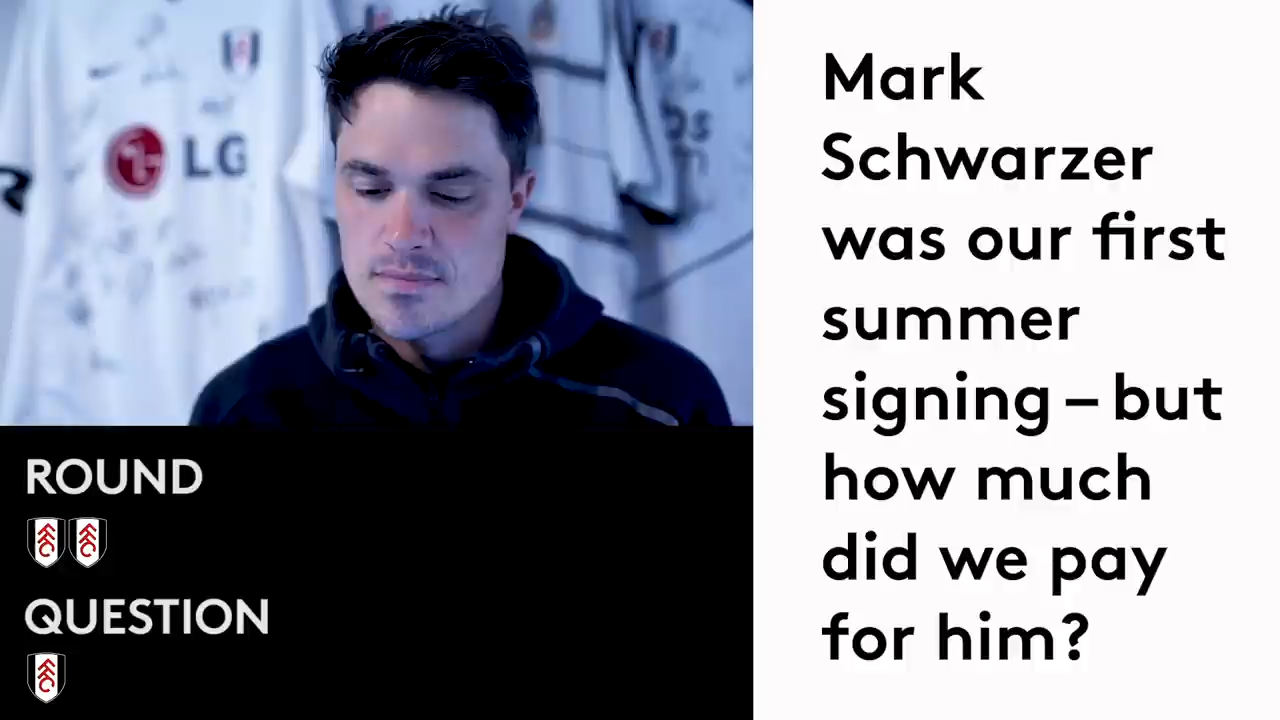 LG
ROUND
QUESTION
Mark
Schwarzer
was our first
summer
signing – but
how much
did we pay
for him?